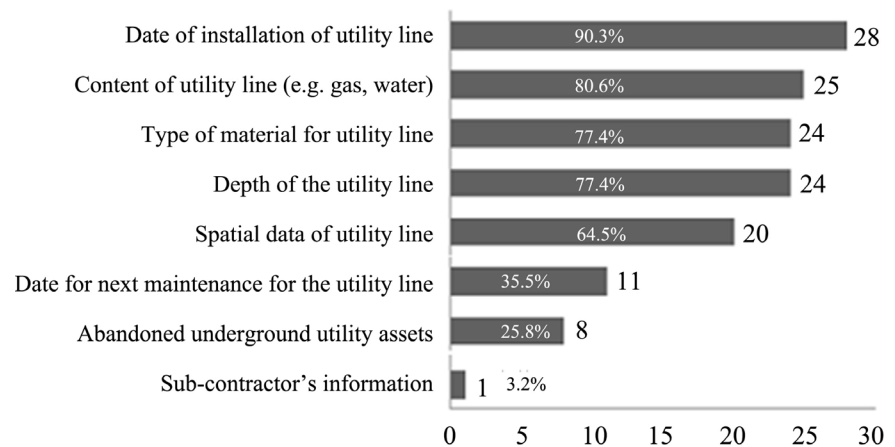 Date of installation of utility line 90.3% 28
Content of utility line (e.g. gas, water) 80.6% 25
Type of material for utility line 77.4% 24
Depth of the utility line 77.4% 24
Spatial data of utility line 64.5% 20
Date for next maintenance for the utility line 35.5% 11
Abandoned underground utility assets 25.8% 8
Sub-contractor’s information 1 3.2%
0 5 10 15 20 25 30